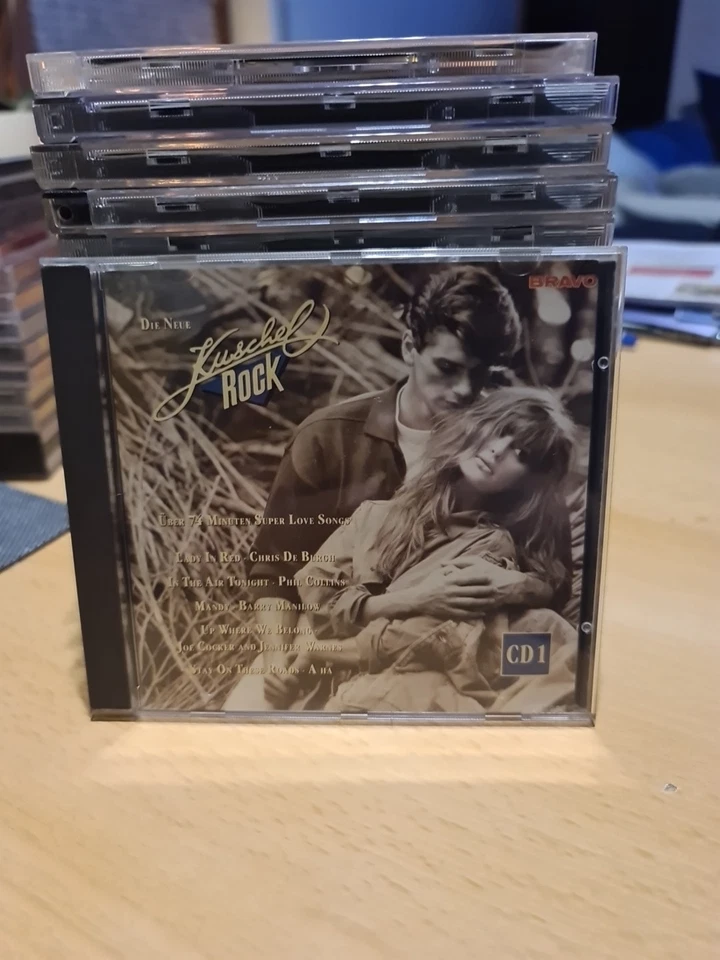 BRAVO
DIE NEUE
Kuschel
ROCK
ÜBER 74 MINUTEN SUPER LOVE SONGS
LADY IN RED - CHRIS DE BURGH
IN THE AIR TONIGHT - PHIL COLLINS
MANDY - BARRY MANILOW
UP WHERE WE BELONG
JOE COCKER AND JENNIFER WARNES
STAY ON THESE ROADS - A-HA
CD 1